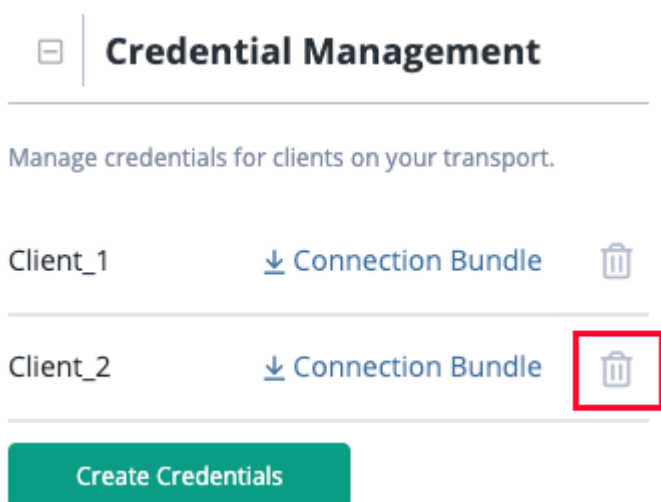 Credential Management
Manage credentials for clients on your transport.
Client_1 Connection Bundle
Client_2 Connection Bundle
Create Credentials